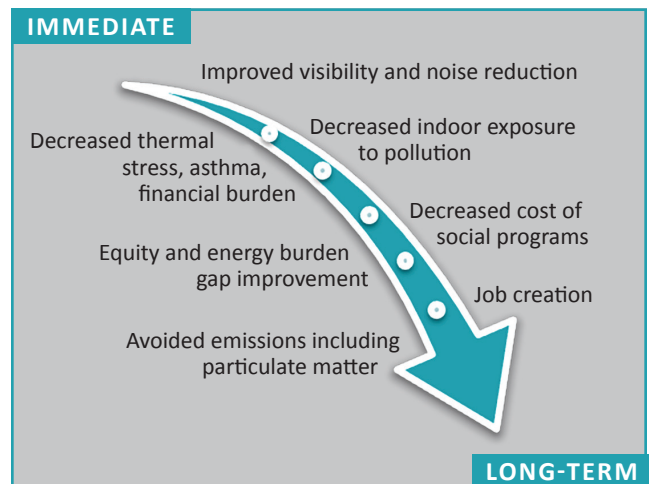 IMMEDIATE
Improved visibility and noise reduction
Decreased thermal
stress, asthma,
financial burden
Decreased indoor exposure
to pollution
Decreased cost of
social programs
Equity and energy burden
gap improvement
Job creation
Avoided emissions including
particulate matter
LONG-TERM